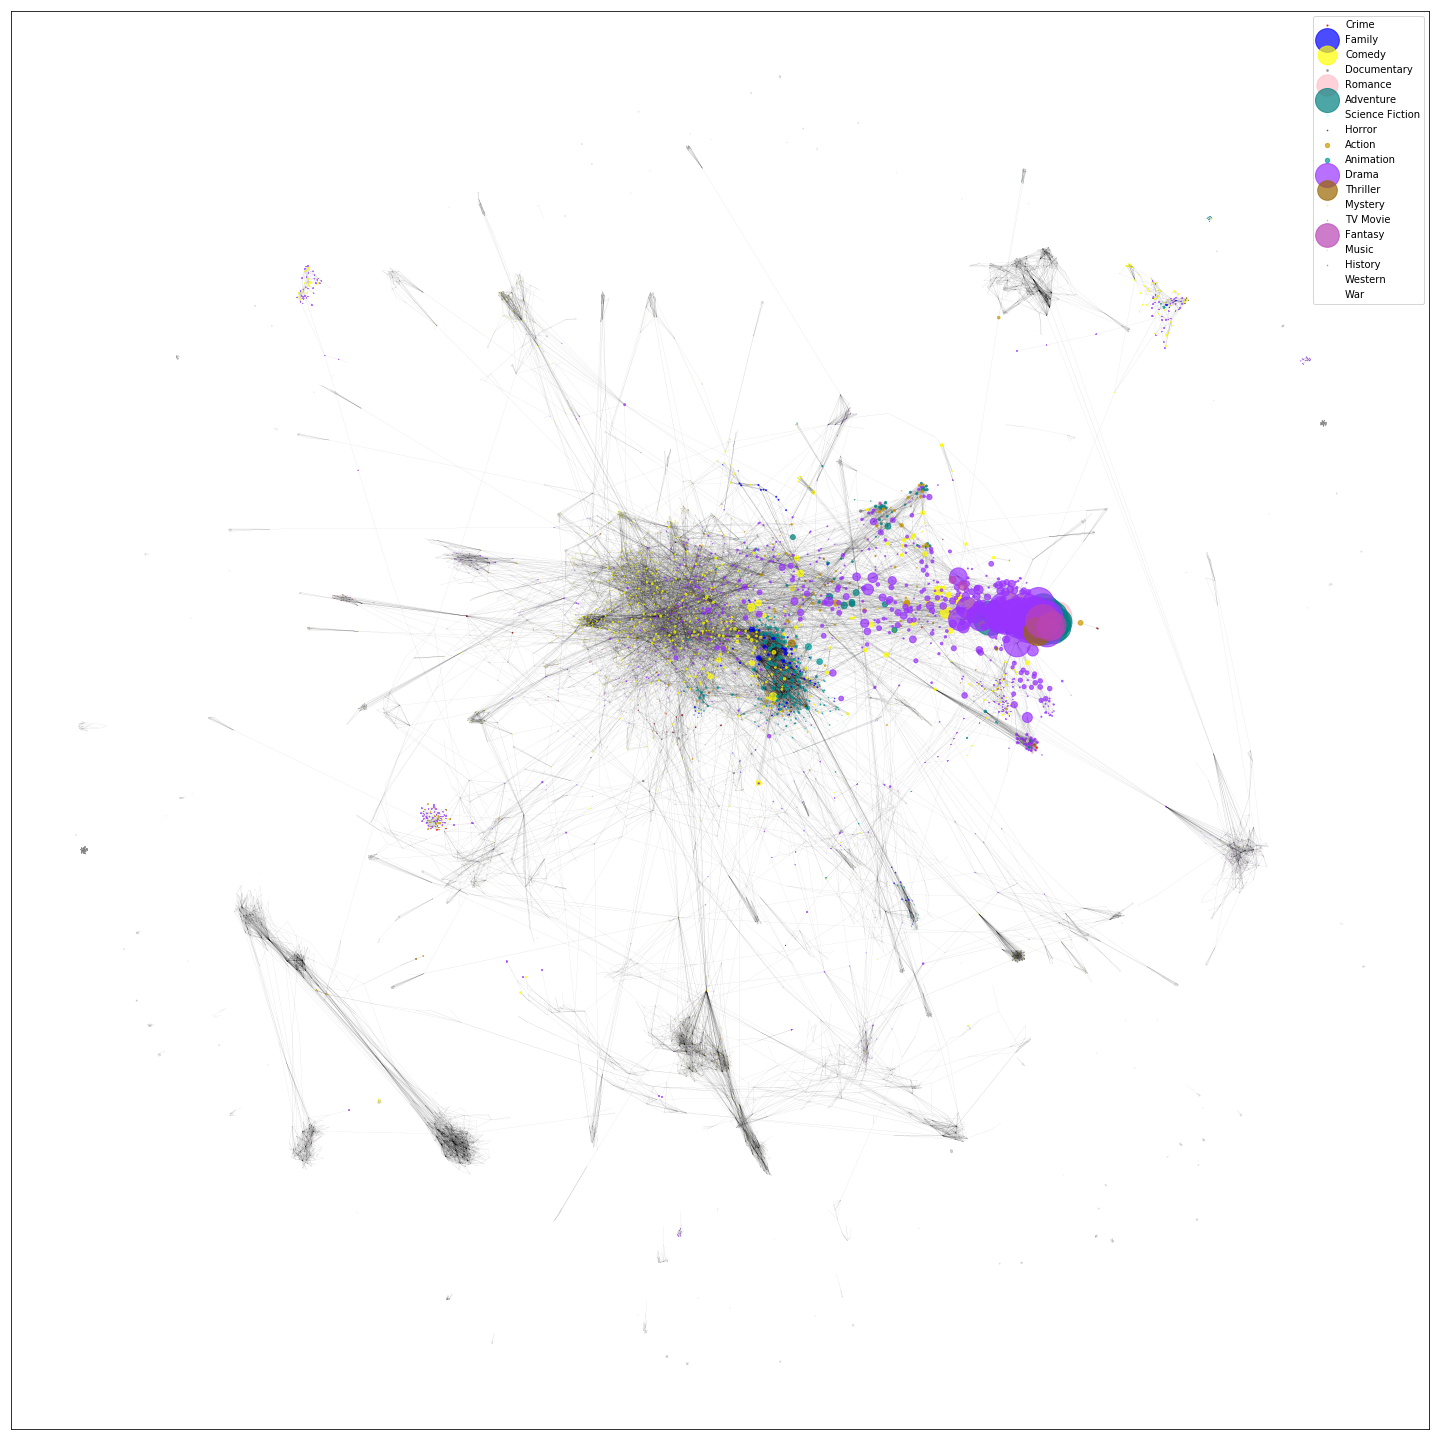 Crime
Family
Comedy
Documentary
Romance
Adventure
Science Fiction
Horror
Action
Animation
Drama
Thriller
Mystery
TV Movie
Fantasy
Music
History
Western
War